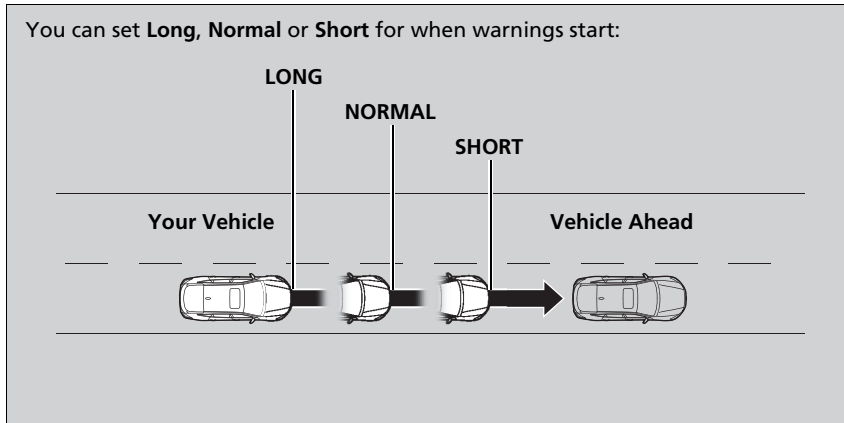 You can set Long, Normal or Short for when warnings start:
LONG
NORMAL
SHORT
Your Vehicle
Vehicle Ahead